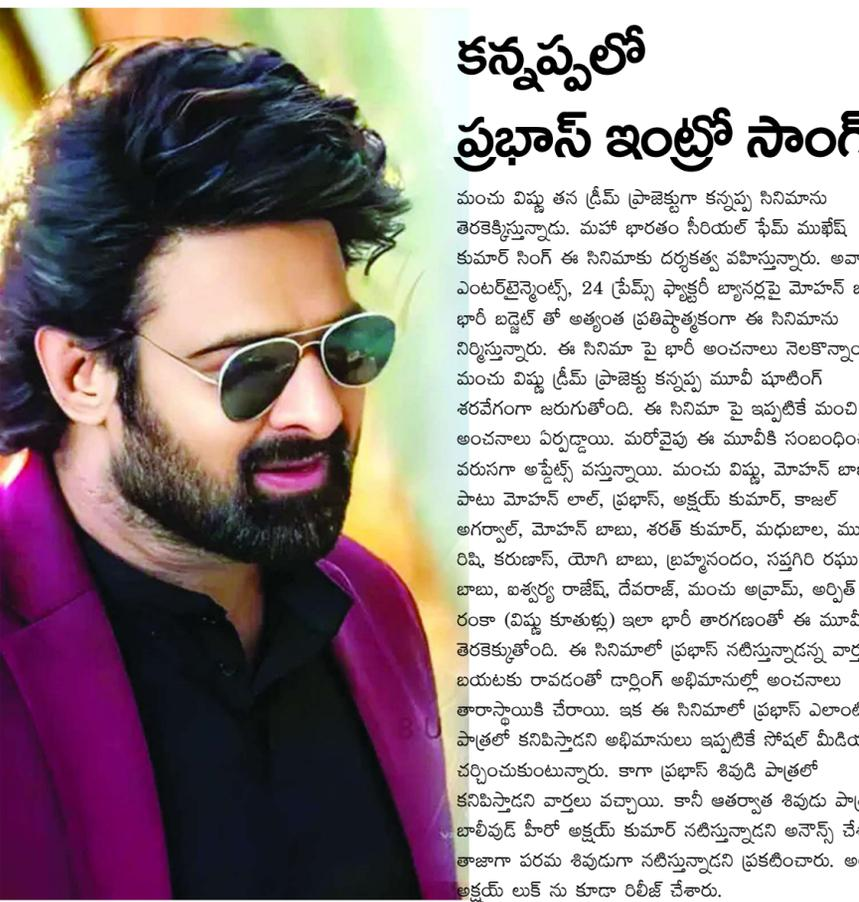 కన్నప్పలో
ప్రభాస్ ఇంట్రో సాంగ్
మంచు విష్ణు తన డ్రీమ్ ప్రాజెక్టుగా కన్నప్ప సినిమాను
తెరకెక్కిస్తున్నాడు. మహా భారతం సీరియల్ ఫేమ్ ముఖేష్
కుమార్ సింగ్ ఈ సినిమాకు దర్శకత్వ వహిస్తున్నారు.
ఎంటర్‌టైన్మెంట్స్, 24 ఫ్రేమ్స్ ఫ్యాక్టరీ బ్యానర్లపై మోహన్
భారీ బడ్జెట్ తో అత్యంత ప్రతిష్ఠాత్మకంగా ఈ సినిమాను
నిర్మిస్తున్నారు. ఈ సినిమా పై భారీ అంచనాలు
మంచు విష్ణు డ్రీమ్ ప్రాజెక్టు కన్నప్ప మూవీ షూటింగ్
శరవేగంగా జరుగుతోంది. ఈ సినిమా పై ఇప్పటికే మంచి
అంచనాలు ఏర్పడ్డాయి. మరోవైపు ఈ మూవీకి
వరుసగా అప్డేట్స్ వస్తున్నాయి. మంచు విష్ణు, మోహన్
పాటు మోహన్ లాల్, ప్రభాస్, అక్షయ్ కుమార్, కాజల్
అగర్వాల్, మోహన్ బాబు, శరత్ కుమార్, మధుబాల,
రిషి, కరుణాస్, యోగి బాబు, బ్రహ్మనందం, సప్తగిరి రఘు
బాబు, ఐశ్వర్య రాజేష్, దేవరాజ్, మంచు అవ్రామ్, అర్పిత్
రంకా (విష్ణు కూతుళ్లు) ఇలా భారీ తారగణంతో ఈ
తెరకెక్కుతోంది. ఈ సినిమాలో ప్రభాస్ నటిస్తున్నాడన్న
బయటకు రావడంతో డార్లింగ్ అభిమానుల్లో అంచనాలు
తారాస్థాయికి చేరాయి. ఇక ఈ సినిమాలో ప్రభాస్
పాత్రలో కనిపిస్తాడని అభిమానులు ఇప్పటికే సోషల్
చర్చించుకుంటున్నారు. కాగా ప్రభాస్ శివుడి పాత్రలో
కనిపిస్తాడని వార్తలు వచ్చాయి. కానీ ఆతర్వాత శివుడు
బాలీవుడ్ హీరో అక్షయ్ కుమార్ నటిస్తున్నాడని అనౌన్స్
తాజాగా పరమ శివుడుగా నటిస్తున్నాడని ప్రకటించారు.
అక్షయ్ లుక్ ను కూడా రిలీజ్ చేశారు.